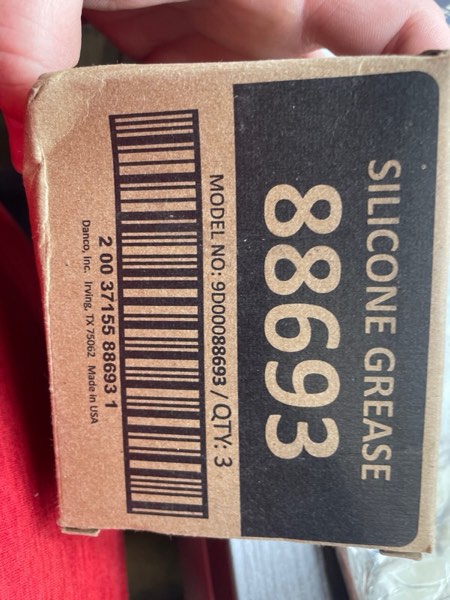 SILICONE GREASE
88693
MODEL NO: 9D00088693 / QTY: 3
2 00 37155 88693 1
Danco, Inc. Irving, TX 75062 Made in USA